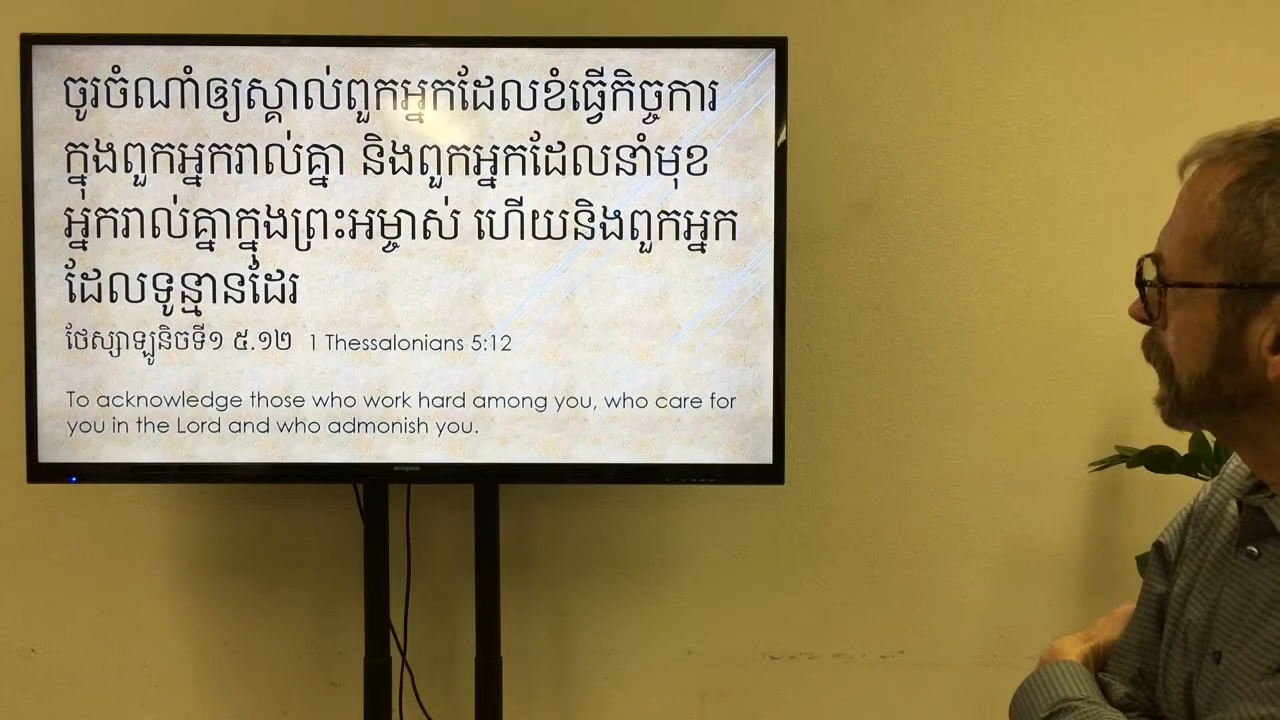 ចូរចំណាំឲ្យស្គាល់ពួកអ្នកដែលខំធ្វើកិច្ចការ
ក្នុងពួកអ្នករាល់គ្នា និងពួកអ្នកដែលនាំមុខ
អ្នករាល់គ្នាក្នុងព្រះអម្ចាស់ ហើយនិងពួកអ្នក
ដែលទូន្មានដែរ
ថែស្សាឡូនិចទី១ ៥.១២ 1 Thessalonians 5:12
To acknowledge those who work hard among you, who care for
you in the Lord and who admonish you.